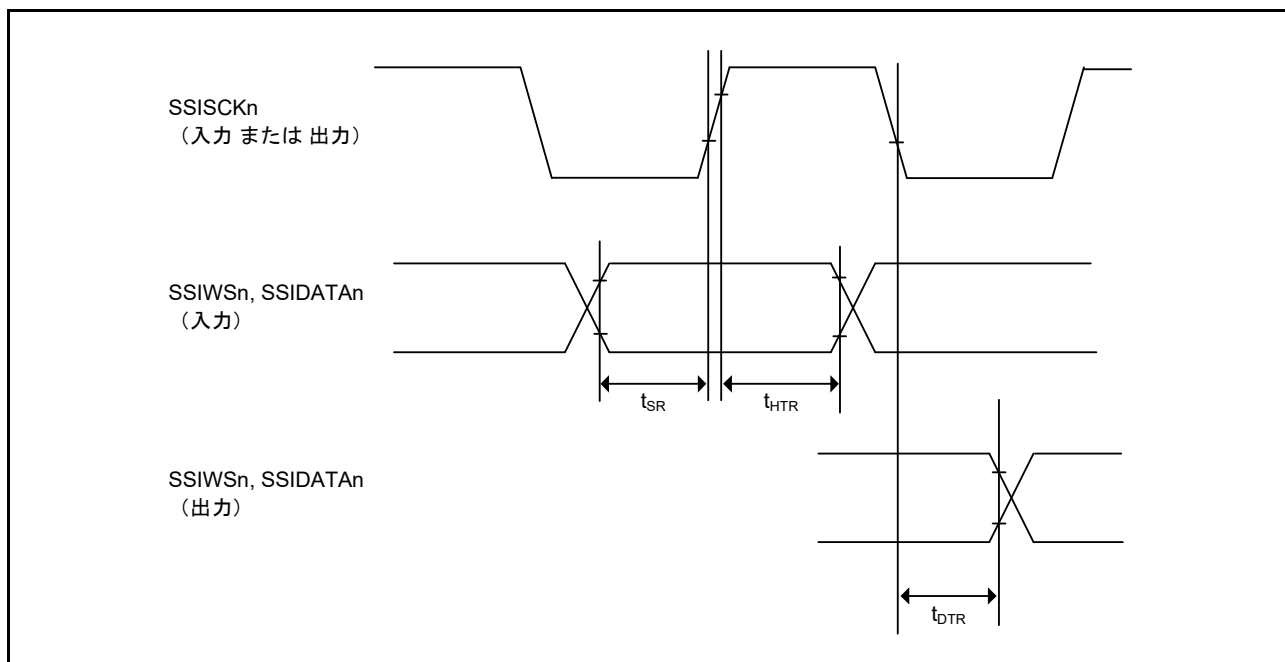 SSISCKn
（入力 または 出力）
SSIWSn, SSIDATAn
（入力）
tSR
tHTR
SSIWSn, SSIDATAn
（出力）
tDTR